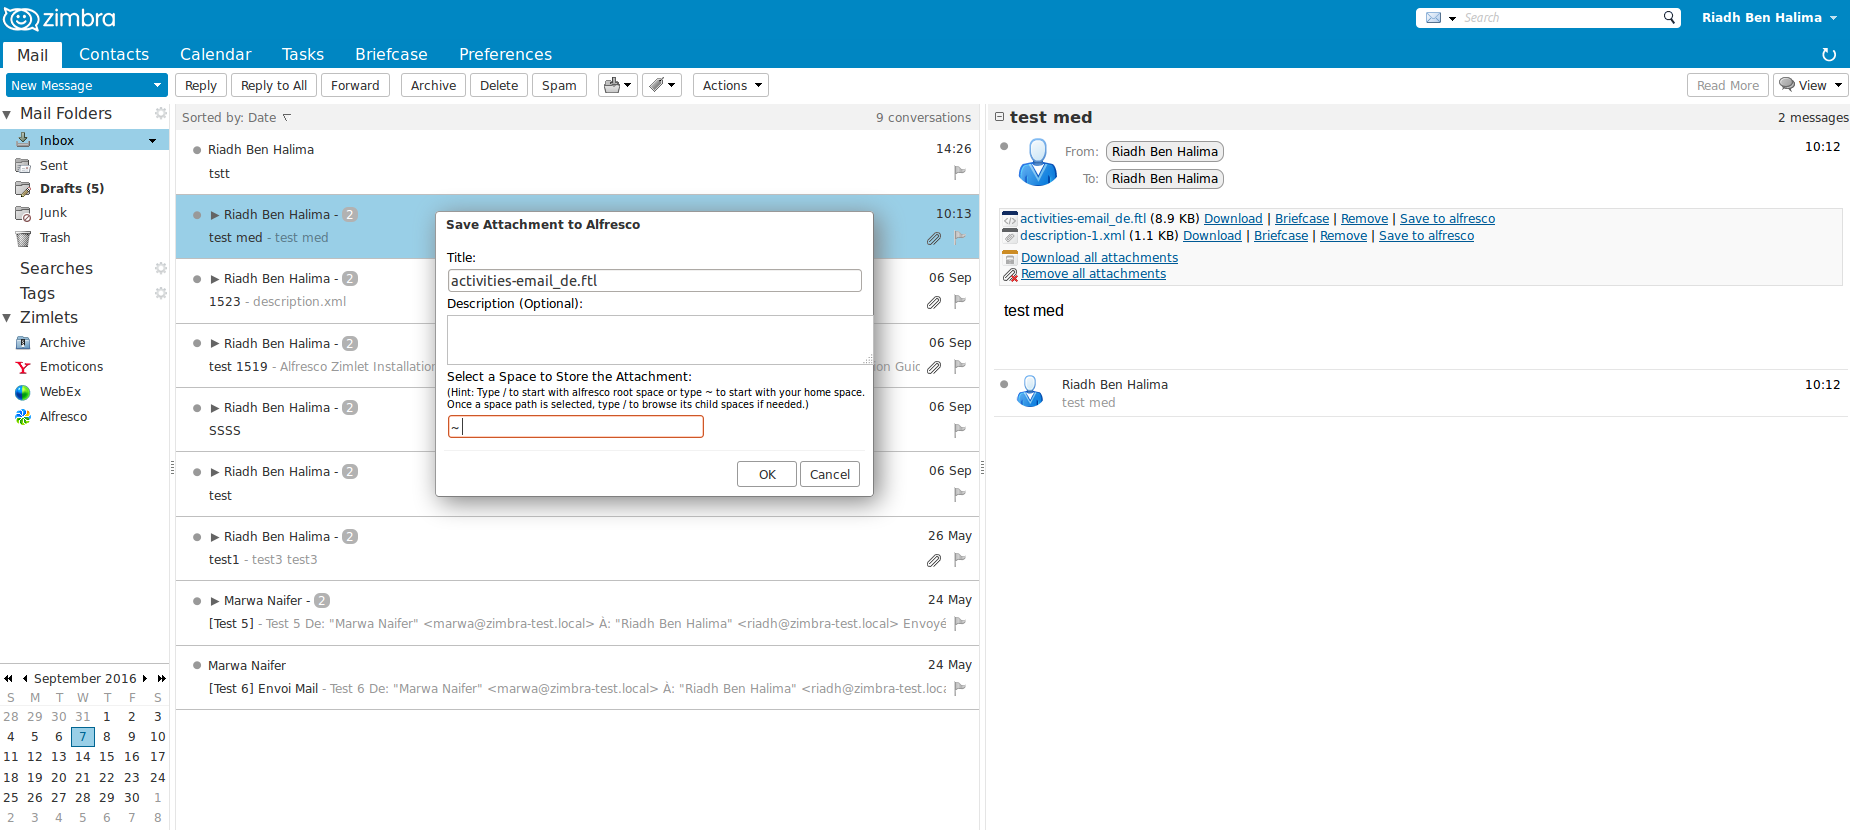 zimbra
Search
Riadh Ben Halima
Mail Contacts Calendar Tasks Briefcase Preferences
New Message Reply Reply to All Forward Archive Delete Spam Actions Read More View
Mail Folders
Inbox
Sent
Drafts (5)
Junk
Trash
Searches
Tags
Zimlets
Archive
Emoticons
WebEx
Alfresco
September 2016
S M T W T F S
28 29 30 31 1 2 3
4 5 6 7 8 9 10
11 12 13 14 15 16 17
18 19 20 21 22 23 24
25 26 27 28 29 30 1
2 3 4 5 6 7 8
Sorted by: Date 9 conversations
Riadh Ben Halima 14:26
tstt
Riadh Ben Halima - 2 10:13
test med - test med
Riadh Ben Halima - 2 06 Sep
1523 - description.xml
Riadh Ben Halima - 2 06 Sep
test 1519 - Alfresco Zimlet Installation Guid
Riadh Ben Halima - 2 06 Sep
SSSS
Riadh Ben Halima - 2 06 Sep
test
Riadh Ben Halima - 2 26 May
test1 - test3 test3
Marwa Naifer - 2 24 May
[Test 5] - Test 5 De: "Marwa Naifer" <marwa@zimbra-test.local> À: "Riadh Ben Halima" <riadh@zimbra-test.local> Envoyé
Marwa Naifer 24 May
[Test 6] Envoi Mail - Test 6 De: "Marwa Naifer" <marwa@zimbra-test.local> À: "Riadh Ben Halima" <riadh@zimbra-test.loca
Save Attachment to Alfresco
Title:
activities-email_de.ftl
Description (Optional):
Select a Space to Store the Attachment:
(Hint: Type / to start with alfresco root space or type ~ to start with your home space.
Once a space path is selected, type / to browse its child spaces if needed.)
~
OK Cancel
test med 2 messages
From: Riadh Ben Halima 10:12
To: Riadh Ben Halima
activities-email_de.ftl (8.9 KB) Download | Briefcase | Remove | Save to alfresco
description-1.xml (1.1 KB) Download | Briefcase | Remove | Save to alfresco
Download all attachments
Remove all attachments
test med
Riadh Ben Halima 10:12
test med